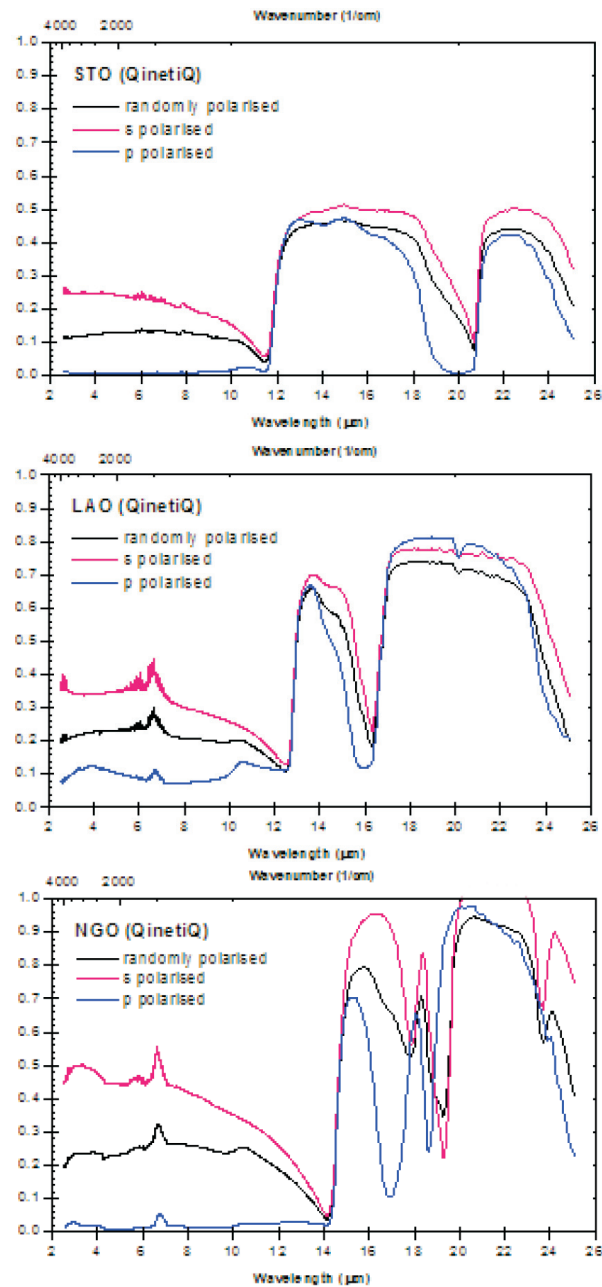 Wavenumber (1/cm)
4000 2000
1.0
0.9
0.8
0.7
0.6
0.5
0.4
0.3
0.2
0.1
0.0
STO (QinetiQ)
randomly polarised
s polarised
p polarised
2 4 6 8 10 12 14 16 18 20 22 24 26
Wavelength (µm)
Wavenumber (1/cm)
4000 2000
1.0
0.9
0.8
0.7
0.6
0.5
0.4
0.3
0.2
0.1
0.0
LAO (QinetiQ)
randomly polarised
s polarised
p polarised
2 4 6 8 10 12 14 16 18 20 22 24 26
Wavelength (µm)
Wavenumber (1/cm)
4000 2000
1.0
0.9
0.8
0.7
0.6
0.5
0.4
0.3
0.2
0.1
0.0
NGO (QinetiQ)
randomly polarised
s polarised
p polarised
2 4 6 8 10 12 14 16 18 20 22 24 26
Wavelength (µm)